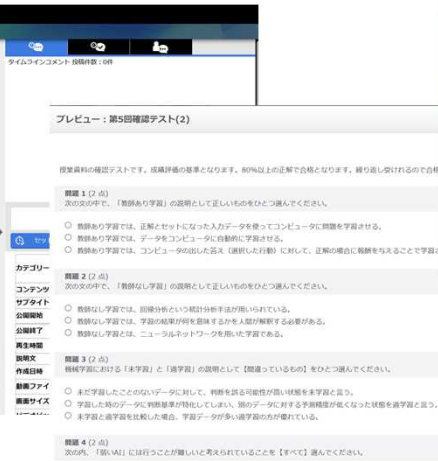 タイムラインコメント 投稿件数：0件
プレビュー：第5回確認テスト(2)
授業資料の確認テストです。成績評価の基準となります。80%以上の正解で合格となります。繰り返し受けれるので合格
問題 1 (2 点)
次の文の中で、「教師あり学習」の説明として正しいものをひとつ選んでください。
教師あり学習では、正解とセットになった入力データを使ってコンピュータに問題を学習させる。
教師あり学習では、データをコンピュータに自動的に学習させる。
教師あり学習では、コンピュータの出した答え（選択した行動）に対して、正解の場合に報酬を与えることで学習さ
問題 2 (2 点)
次の文の中で、「教師なし学習」の説明として正しいものをひとつ選んでください。
教師なし学習では、回帰分析という統計分析手法が用いられている。
教師なし学習では、学習の結果が何を意味するかを人間が解釈する必要がある。
教師なし学習とは、ニューラルネットワークを用いた学習である。
問題 3 (2 点)
機械学習における「未学習」と「過学習」の説明として【間違っているもの】をひとつ選んでください。
未だ学習したことのないデータに対して、判断を誤る可能性が高い状態を未学習と言う。
学習した時のデータに判断基準が特化してしまい、別のデータに対する予測精度が低くなった状態を過学習と言う。
未学習と過学習を比較した場合、学習データが多い過学習の方が優れている。
問題 4 (2 点)
次の内、「弱いAI」には行うことが難しいと考えられていることを【すべて】選んでください。
セッ
カテゴリー
コンテンツ
サブタイト
公開開始
公開終了
再生時間
説明文
作成日時
動画ファイ
画面サイズ